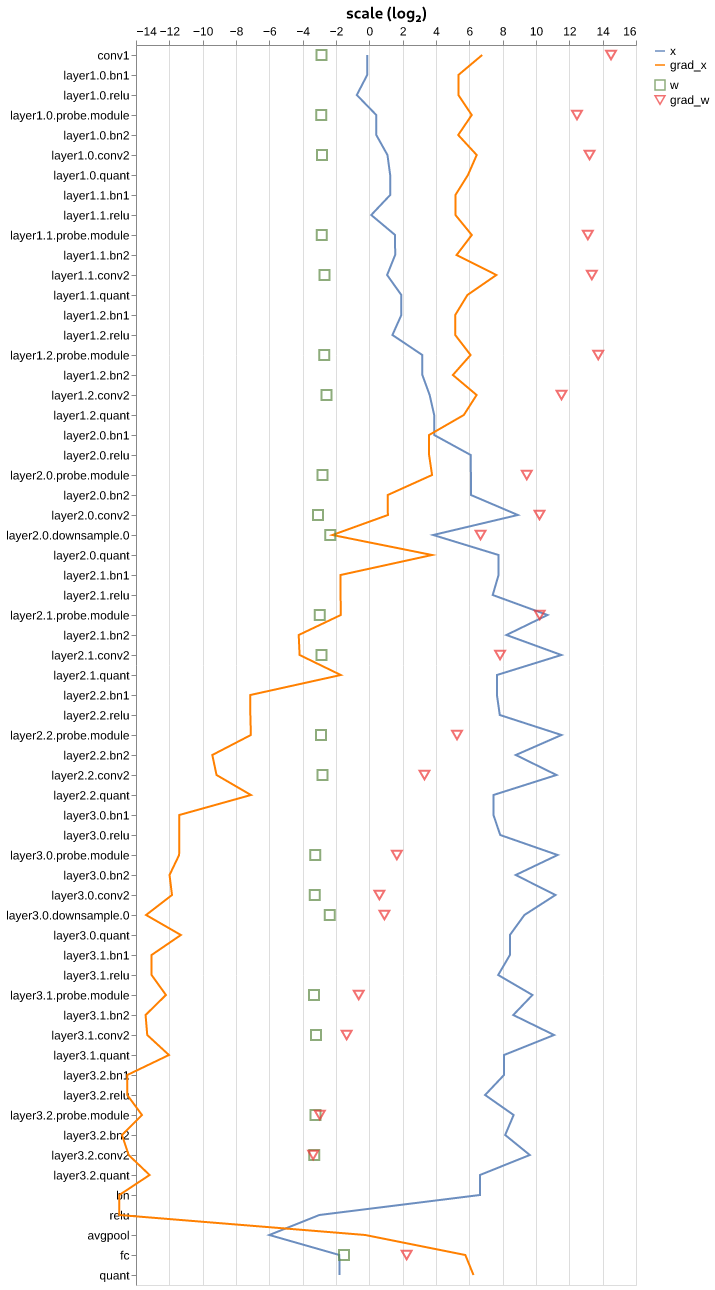 scale (log₂)
−14 −12 −10 −8 −6 −4 −2 0 2 4 6 8 10 12 14 16
x
grad_x
w
grad_w
conv1
layer1.0.bn1
layer1.0.relu
layer1.0.probe.module
layer1.0.bn2
layer1.0.conv2
layer1.0.quant
layer1.1.bn1
layer1.1.relu
layer1.1.probe.module
layer1.1.bn2
layer1.1.conv2
layer1.1.quant
layer1.2.bn1
layer1.2.relu
layer1.2.probe.module
layer1.2.bn2
layer1.2.conv2
layer1.2.quant
layer2.0.bn1
layer2.0.relu
layer2.0.probe.module
layer2.0.bn2
layer2.0.conv2
layer2.0.downsample.0
layer2.0.quant
layer2.1.bn1
layer2.1.relu
layer2.1.probe.module
layer2.1.bn2
layer2.1.conv2
layer2.1.quant
layer2.2.bn1
layer2.2.relu
layer2.2.probe.module
layer2.2.bn2
layer2.2.conv2
layer2.2.quant
layer3.0.bn1
layer3.0.relu
layer3.0.probe.module
layer3.0.bn2
layer3.0.conv2
layer3.0.downsample.0
layer3.0.quant
layer3.1.bn1
layer3.1.relu
layer3.1.probe.module
layer3.1.bn2
layer3.1.conv2
layer3.1.quant
layer3.2.bn1
layer3.2.relu
layer3.2.probe.module
layer3.2.bn2
layer3.2.conv2
layer3.2.quant
bn
relu
avgpool
fc
quant